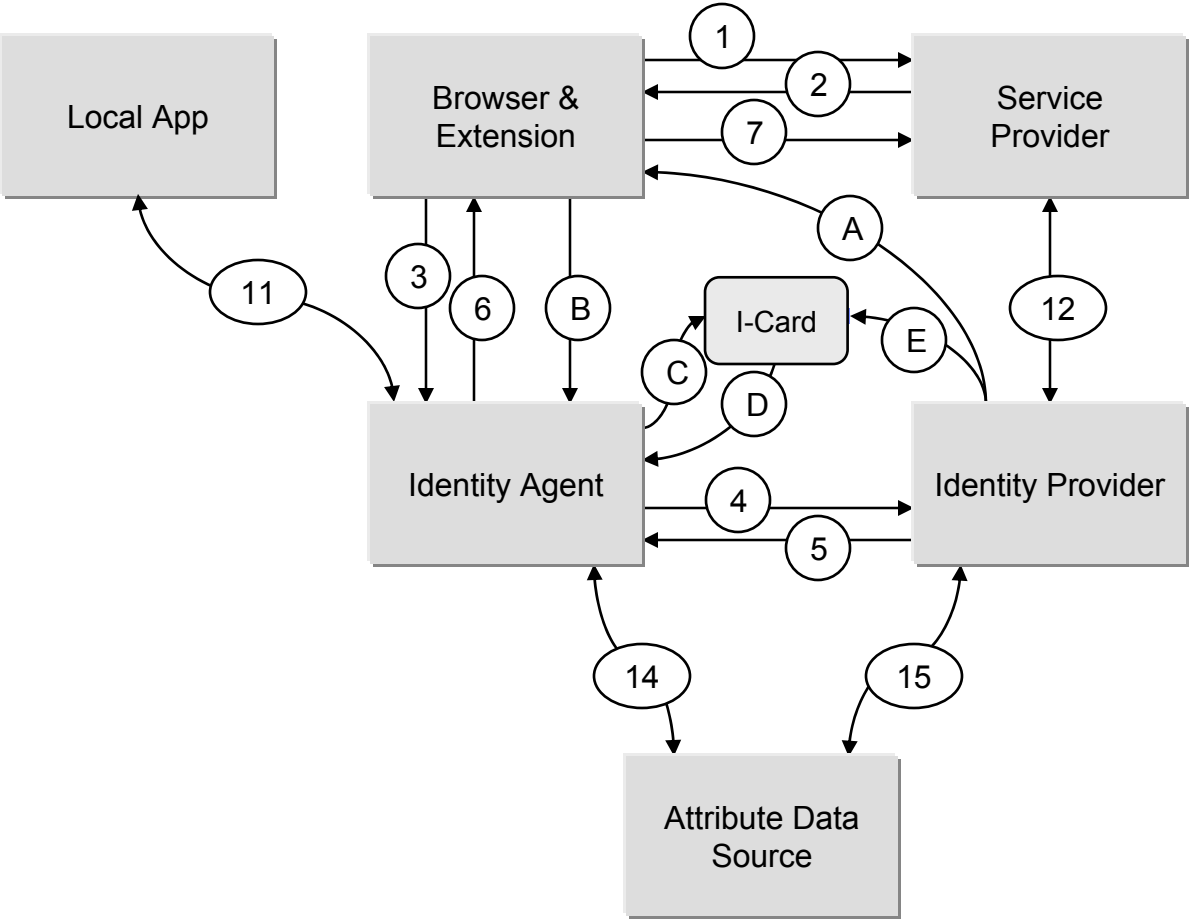 1
Local App
Browser &
Extension
2
Service
Provider
7
A
3
11
6
B
I-Card
12
E
C
D
Identity Agent
Identity Provider
4
5
14
15
Attribute Data
Source